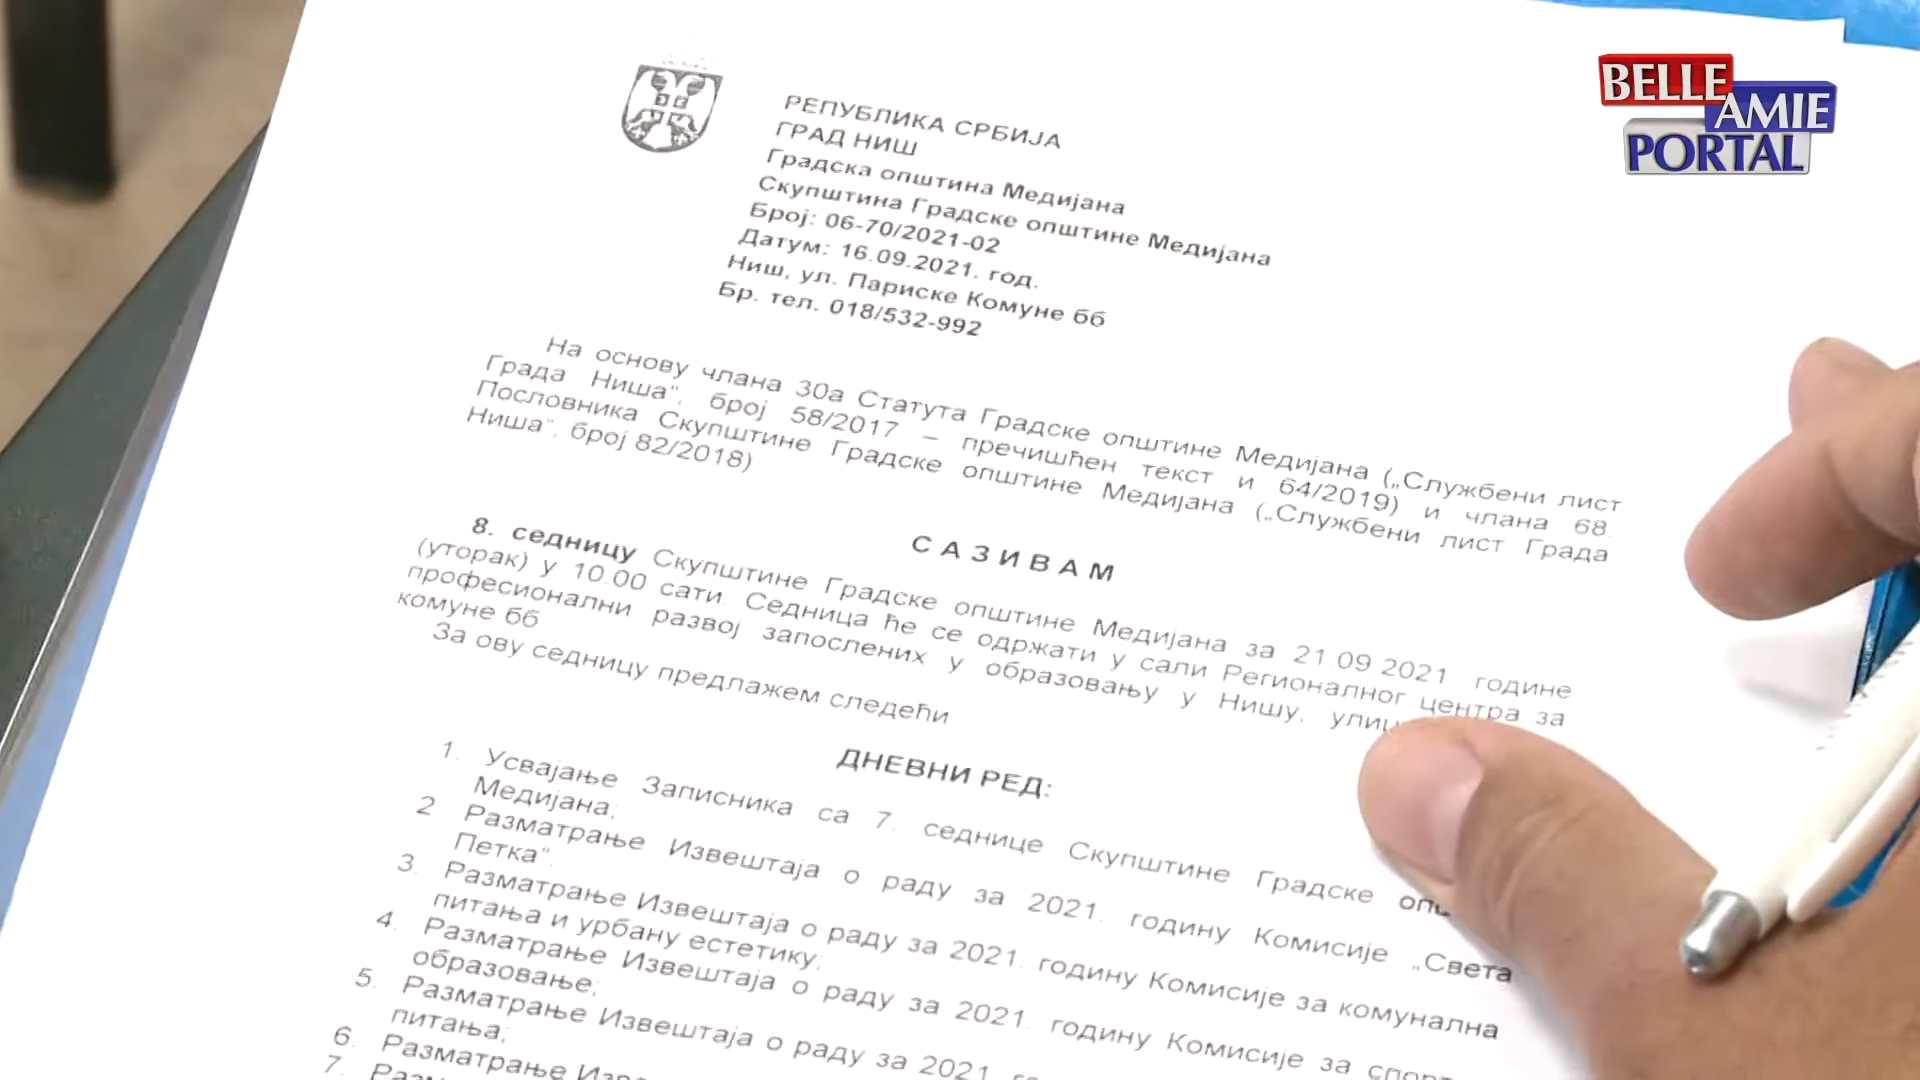 BELLE
AMIE
PORTAL
РЕПУБЛИКА СРБИЈА
ГРАД НИШ
Градска општина Медијана
Скупштина Градске општине Медијана
Број: 06-70/2021-02
Датум: 16.09.2021. год.
Ниш, ул. Париске Комуне бб
Бр. тел. 018/532-992
На основу члана 30а Статута Градске општине Медијана („Службени лист
Града Ниша“, број 58/2017 – пречишћен текст и 64/2019) и члана 68.
Пословника Скупштине Градске општине Медијана („Службени лист Града
Ниша“, број 82/2018)
С А З И В А М
8. седницу Скупштине Градске општине Медијана за 21.09.2021 године
(уторак) у 10.00 сати. Седница ће се одржати у сали Регионалног центра за
професионални развој запослених у образовању у Нишу, улиц
комуне бб
За ову седницу предлажем следећи
ДНЕВНИ РЕД:
1. Усвајање Записника са 7. седнице Скупштине Градске опш
Медијана;
2 Разматрање Извештаја о раду за 2021. годину Комисије „Света
Петка“.
3. Разматрање Извештаја о раду за 2021. годину Комисије за комунална
питања и урбану естетику;
4. Разматрање Извештаја о раду за 2021. годину Комисије за спорт
образовање;
5. Разматрање Извештаја о раду за 2021 го
питања;
6. Разматрање Изве
7. Разм